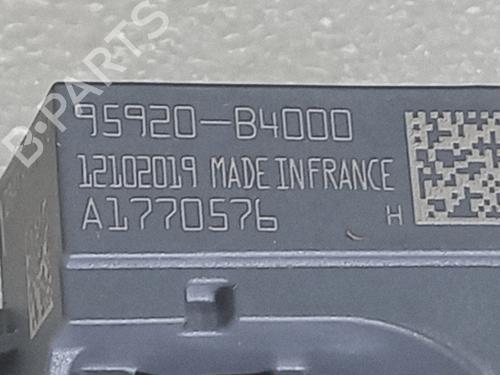 B-PARTS
95920-B4000
12102019 MADE IN FRANCE
A1770576 H